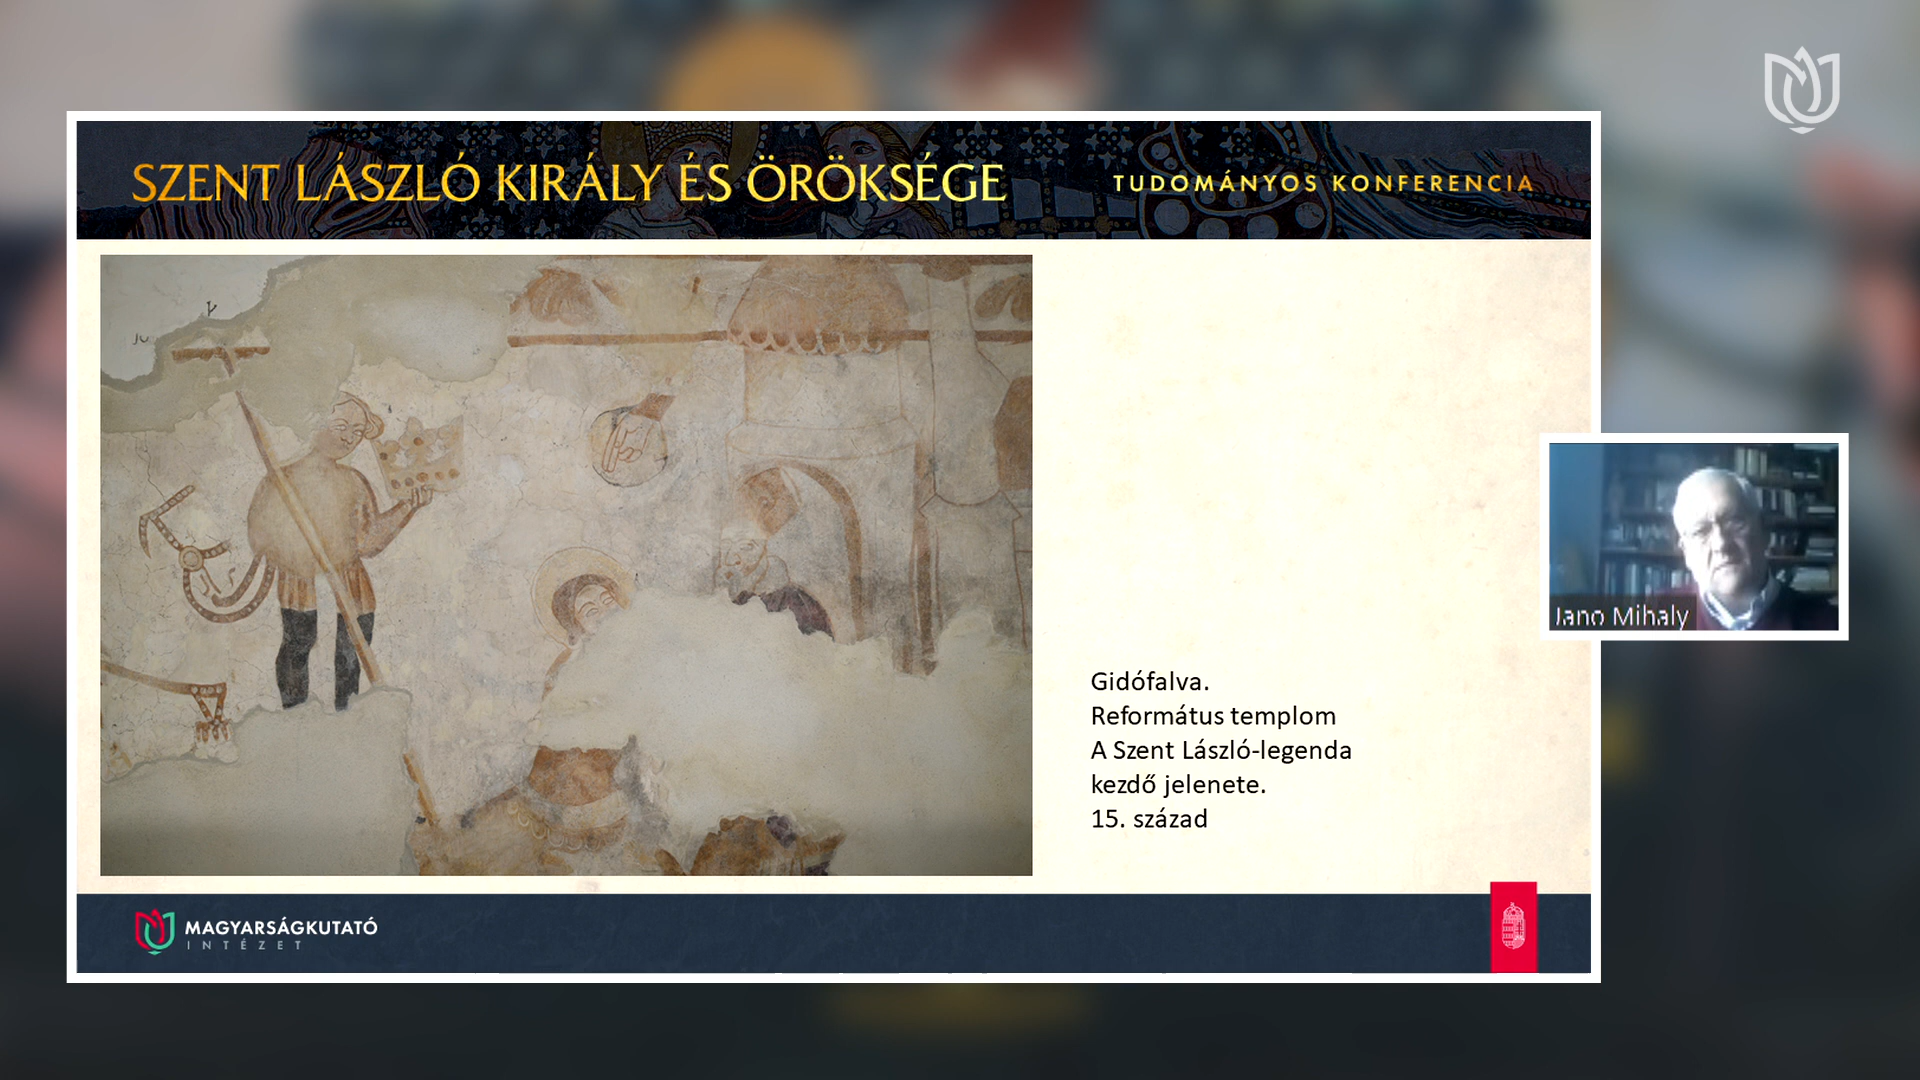 SZENT LÁSZLÓ KIRÁLY ÉS ÖRÖKSÉGE
TUDOMÁNYOS KONFERENCIA
Gidófalva.
Református templom
A Szent László-legenda
kezdő jelenete.
15. század
Jano Mihaly
MAGYARSÁGKUTATÓ
INTÉZET